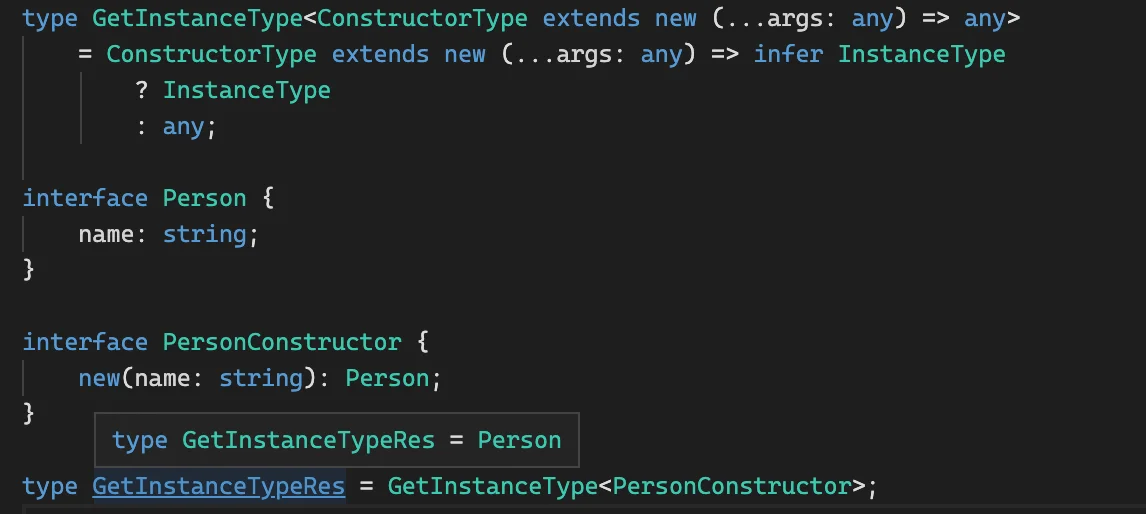 type GetInstanceType<ConstructorType extends new (...args: any) => any>
    = ConstructorType extends new (...args: any) => infer InstanceType
        ? InstanceType
        : any;
interface Person {
    name: string;
}
interface PersonConstructor {
    new(name: string): Person;
}
type GetInstanceTypeRes = Person
type GetInstanceTypeRes = GetInstanceType<PersonConstructor>;